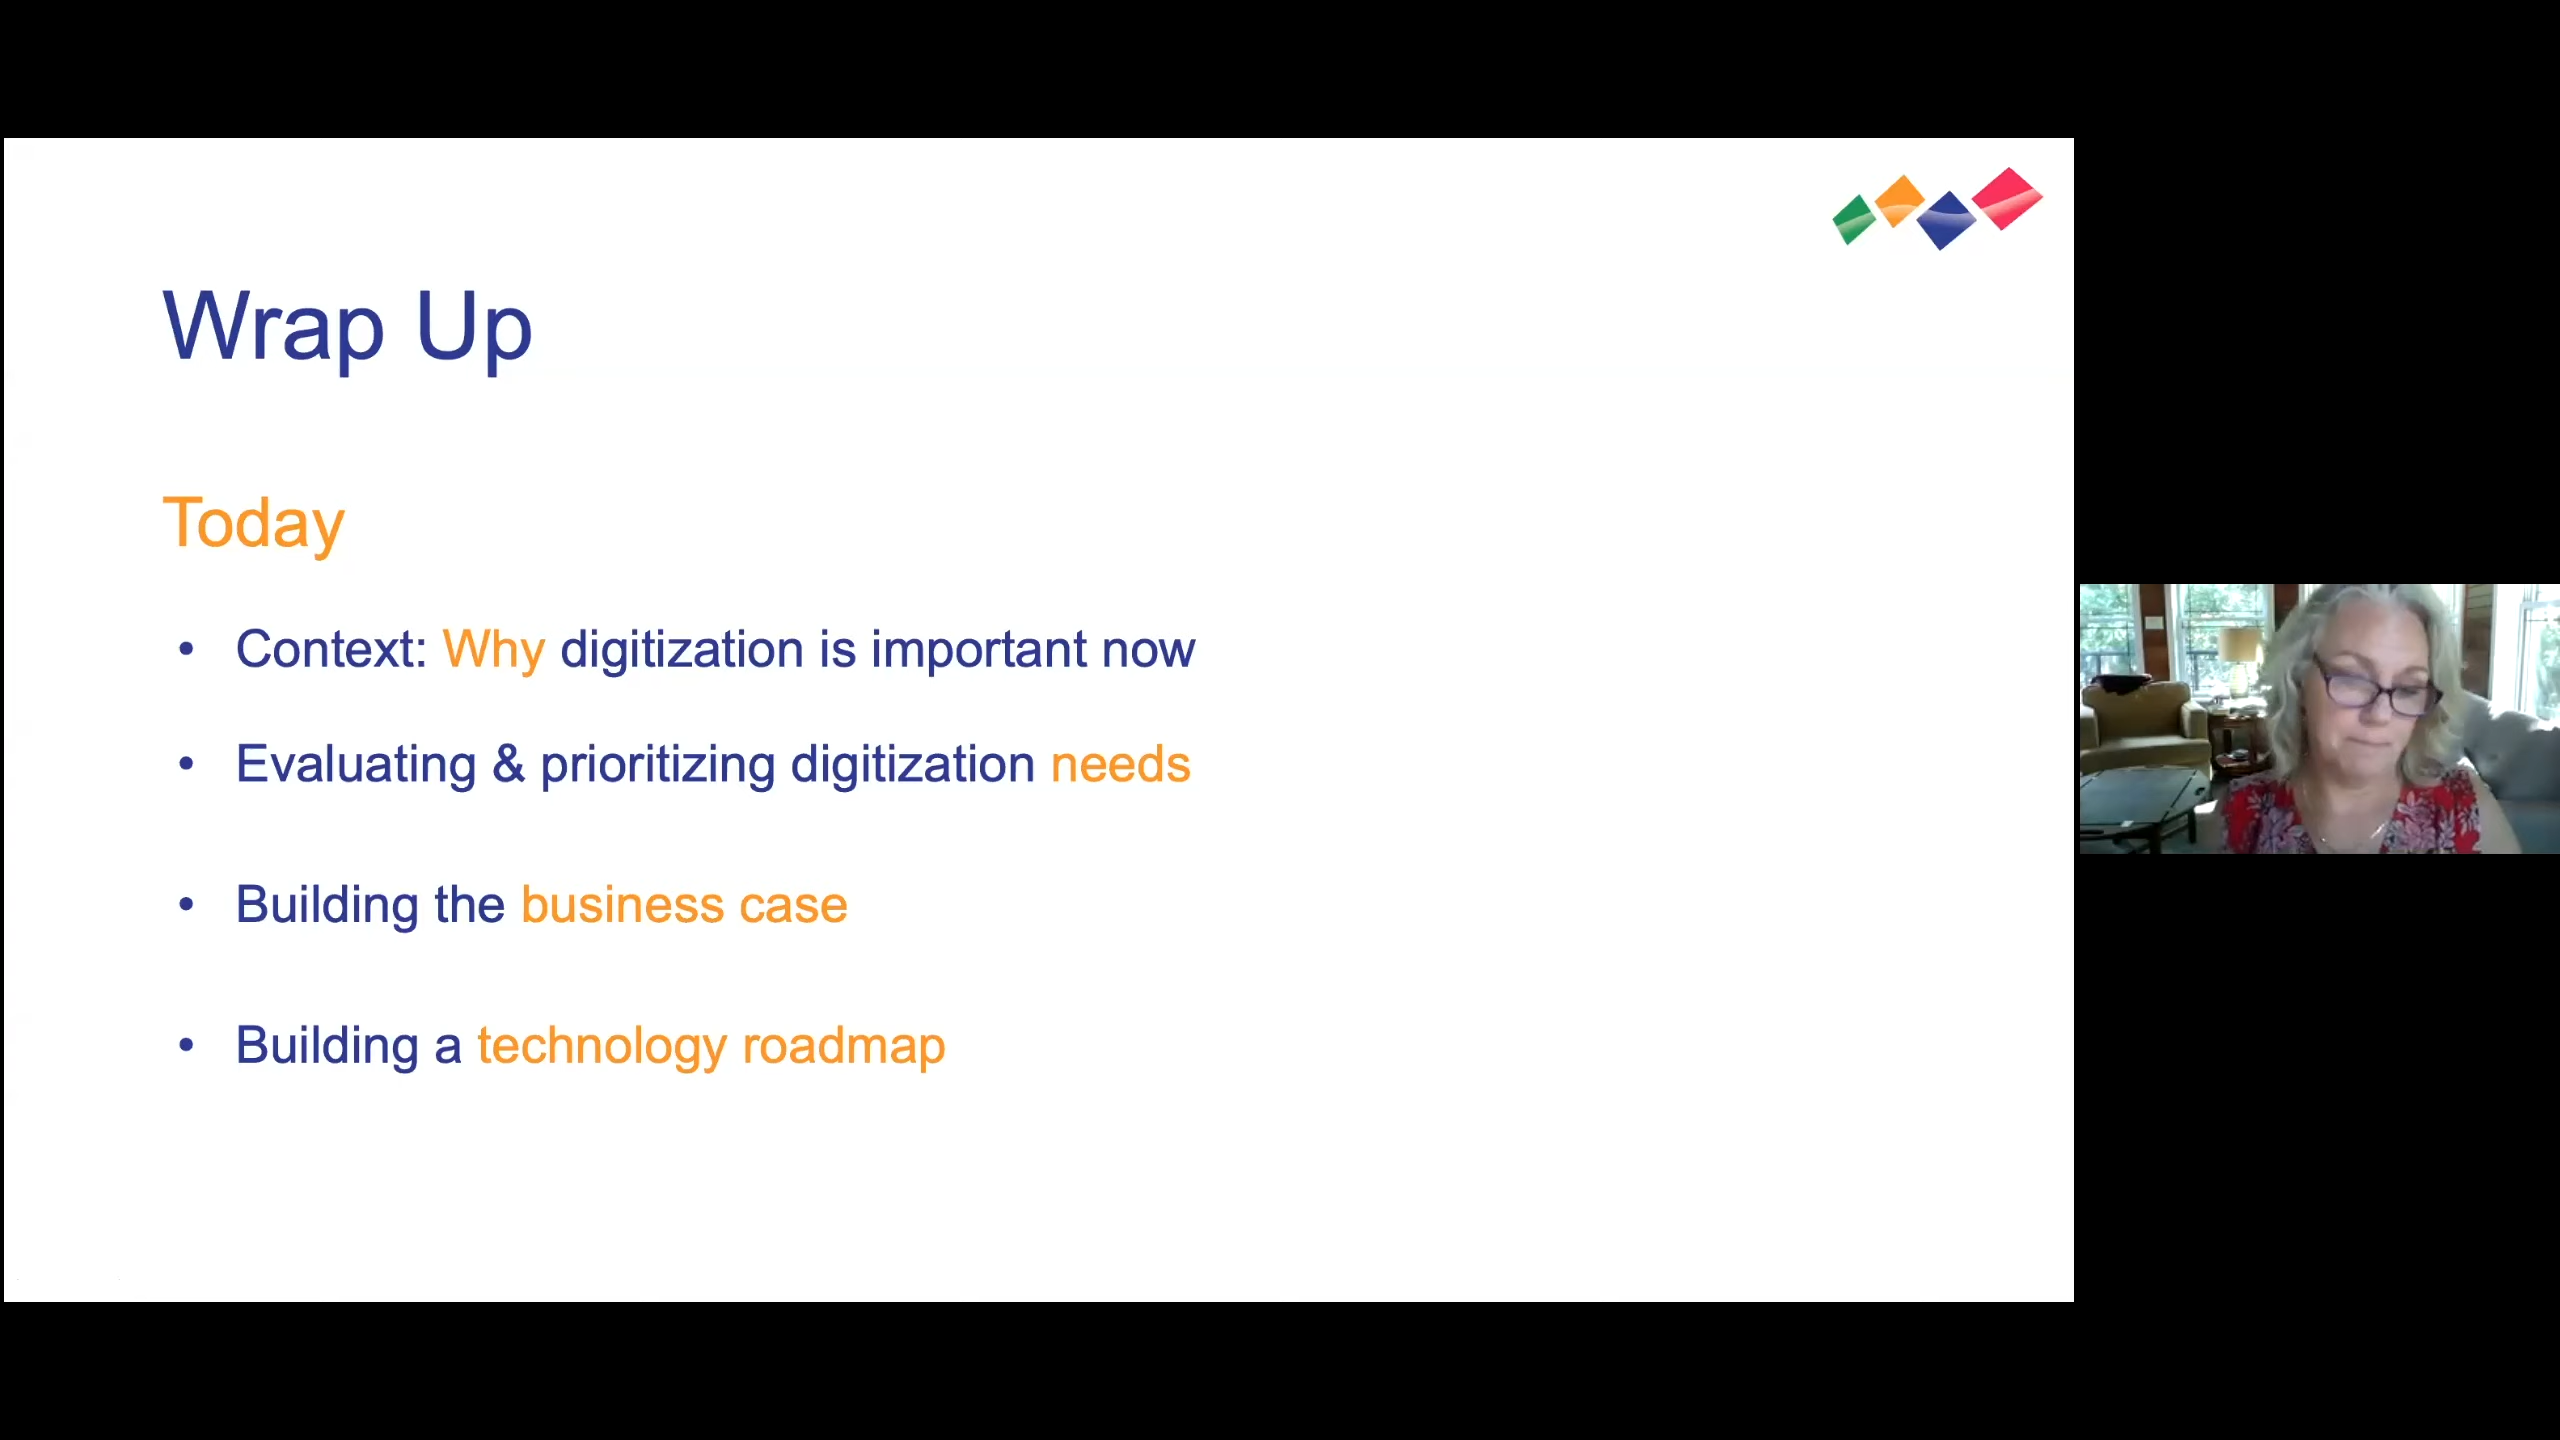 Wrap Up
Today
• Context: Why digitization is important now
• Evaluating & prioritizing digitization needs
• Building the business case
• Building a technology roadmap